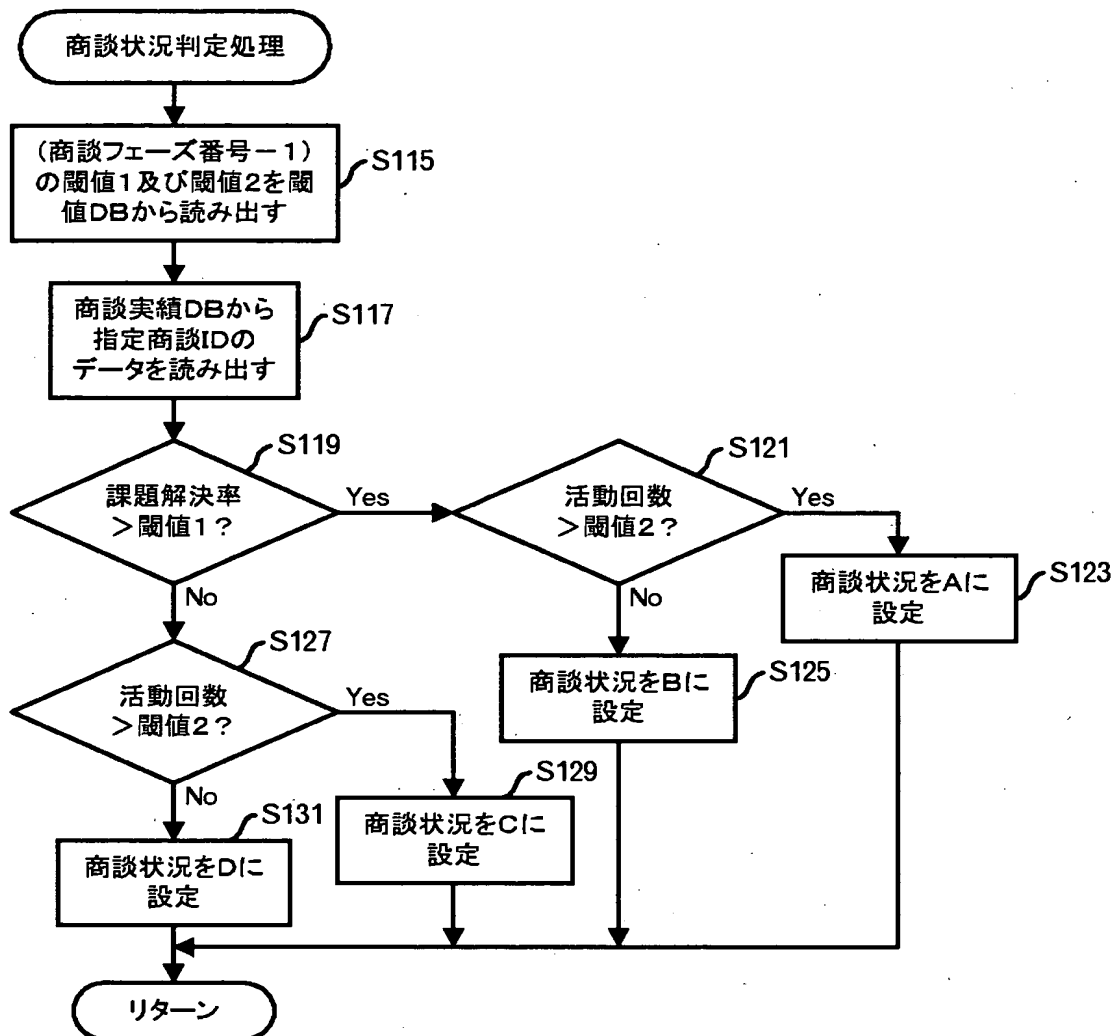 商談状況判定処理
（商談フェーズ番号－１）
の閾値１及び閾値２を閾
値ＤＢから読み出す
S115
商談実績ＤＢから
指定商談IDの
データを読み出す
S117
S119
課題解決率
＞閾値１？
Yes
No
S121
活動回数
＞閾値２？
Yes
No
商談状況をAに
設定
S123
商談状況をBに
設定
S125
S127
活動回数
＞閾値２？
Yes
No
S129
商談状況をCに
設定
S131
商談状況をDに
設定
リターン